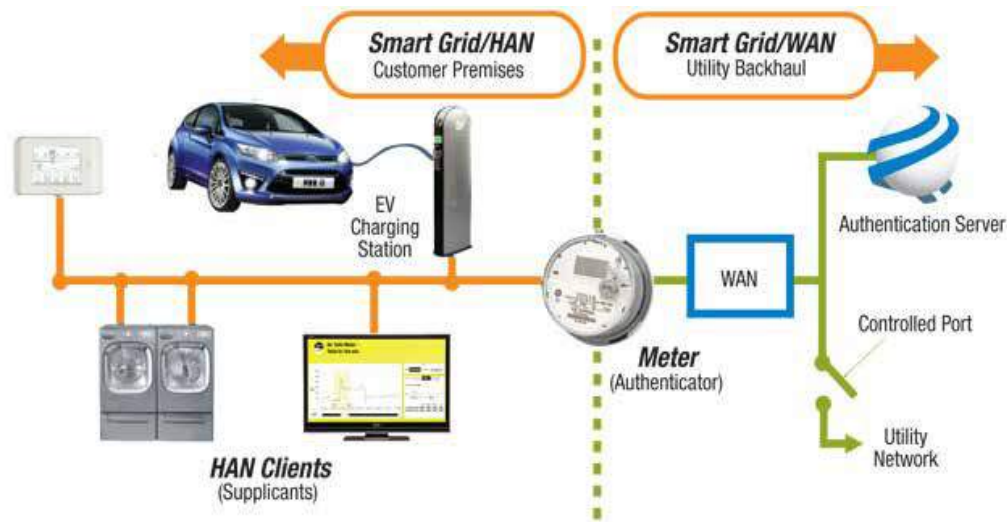 Smart Grid/HAN
Customer Premises
Smart Grid/WAN
Utility Backhaul
EV
Charging
Station
Authentication Server
WAN
Controlled Port
Meter
(Authenticator)
Utility
Network
HAN Clients
(Supplicants)